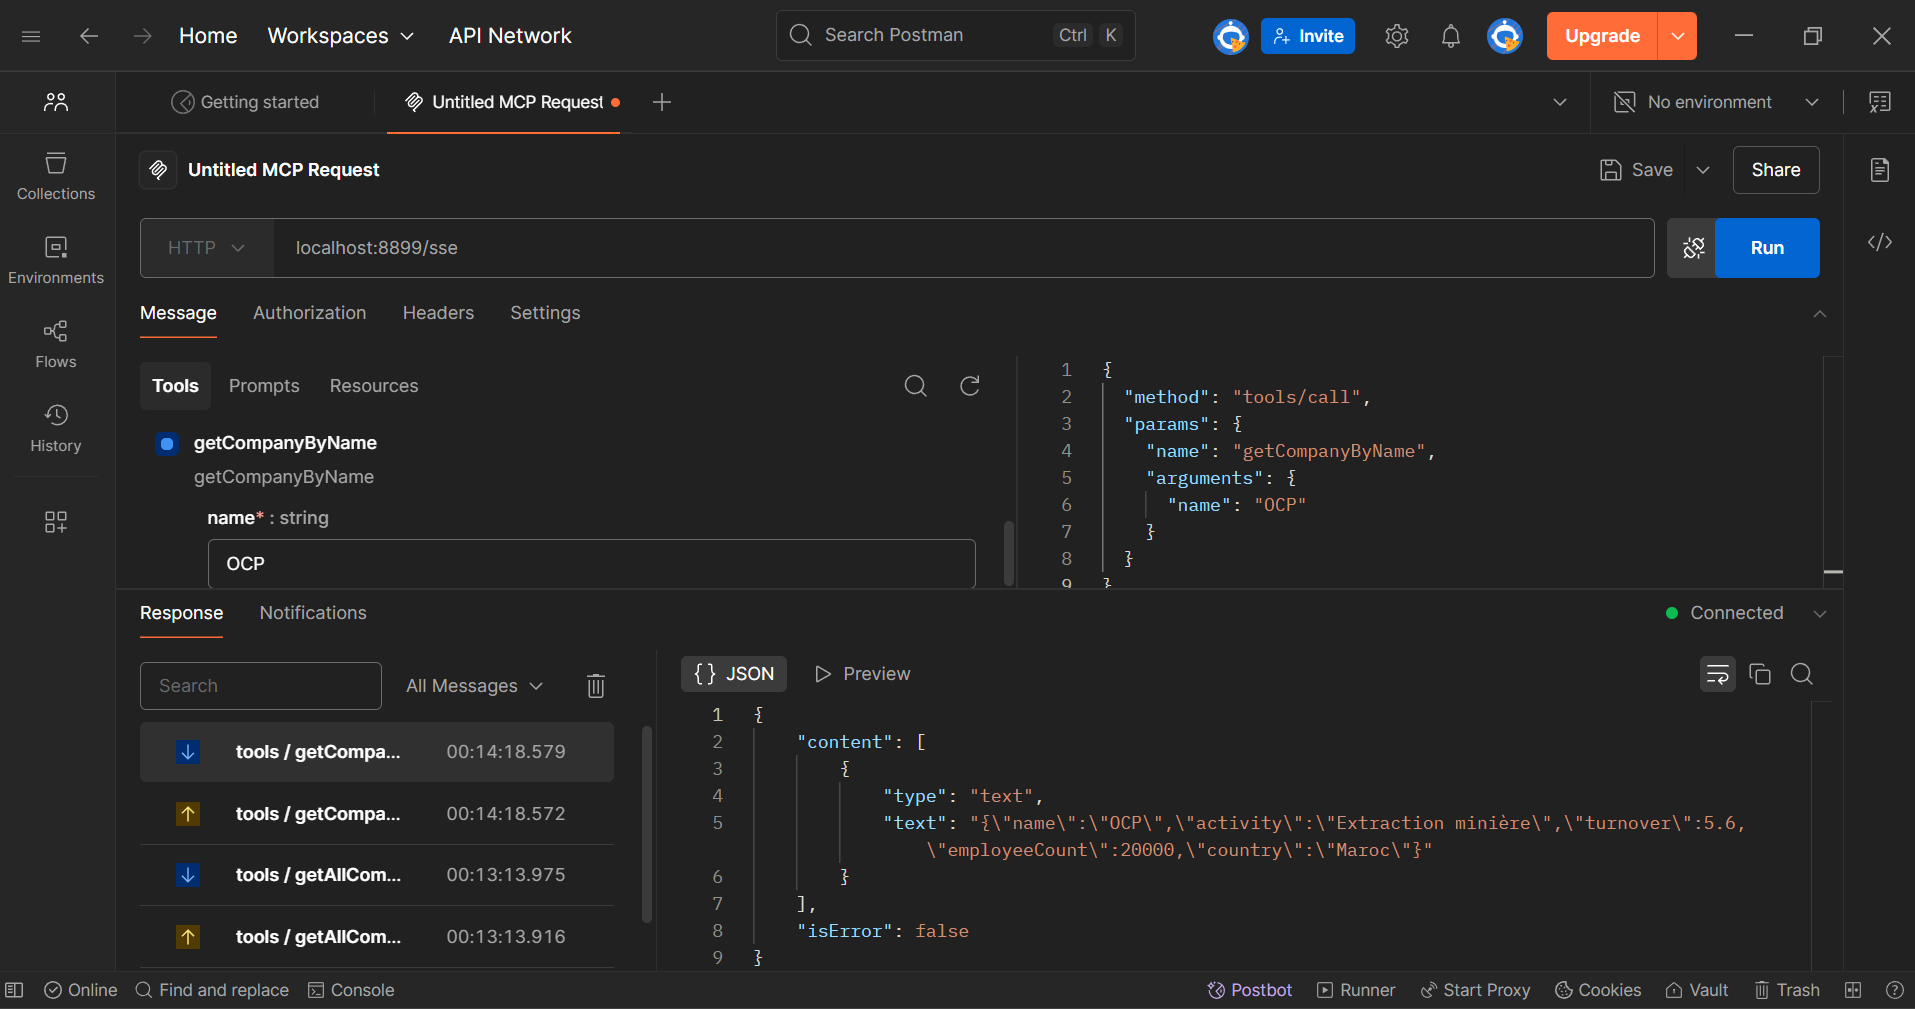 Home Workspaces API Network Search Postman Ctrl K Invite Upgrade
Getting started Untitled MCP Request No environment
Untitled MCP Request Save Share
Collections
HTTP localhost:8899/sse Run
Environments
Message Authorization Headers Settings
Flows
Tools Prompts Resources
History
getCompanyByName
getCompanyByName
name* : string
OCP
1 {
2 "method": "tools/call",
3 "params": {
4 "name": "getCompanyByName",
5 "arguments": {
6 "name": "OCP"
7 }
8 }
9 }
Response Notifications Connected
Search All Messages
{} JSON Preview
tools / getCompa... 00:14:18.579
tools / getCompa... 00:14:18.572
tools / getAllCom... 00:13:13.975
tools / getAllCom... 00:13:13.916
1 {
2 "content": [
3 {
4 "type": "text",
5 "text": "{\"name\":\"OCP\",\"activity\":\"Extraction minière\",\"turnover\":5.6,
\"employeeCount\":20000,\"country\":\"Maroc\"}"
6 }
7 ],
8 "isError": false
9 }
Online Find and replace Console Postbot Runner Start Proxy Cookies Vault Trash